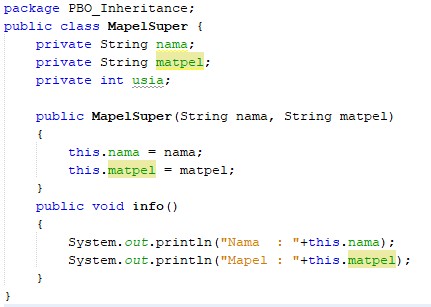 package PBO_Inheritance;
public class MapelSuper {
private String nama;
private String matpel;
private int usia;
public MapelSuper(String nama, String matpel)
{
this.nama = nama;
this.matpel = matpel;
}
public void info()
{
System.out.println("Nama  : "+this.nama);
System.out.println("Mapel : "+this.matpel);
}
}